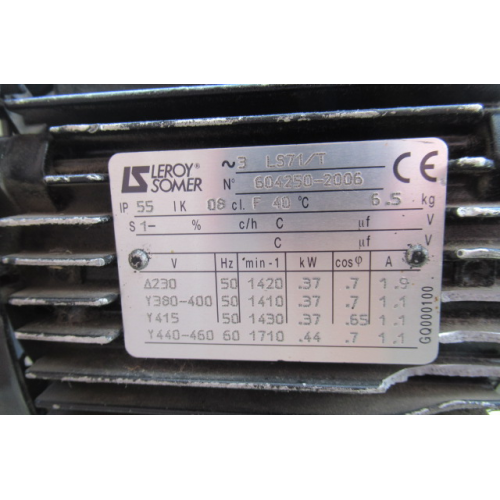 LS LEROY® SOMER
~3 LS71/T
N° 604250-2006
CE
IP 55 IK 08 cl. F 40 °C 6.5 kg
S 1- % c/h C µf V
C µf V
V Hz min-1 kW cosφ A
Δ230 50 1420 .37 .7 1.9
Y380-400 50 1410 .37 .7 1.1
Y415 50 1430 .37 .65 1.1
Y440-460 60 1710 .44 .7 1.1
GO000100